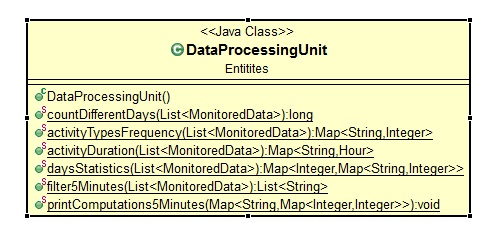 <<Java Class>>
DataProcessingUnit
Entitites
DataProcessingUnit()
countDifferentDays(List<MonitoredData>):long
activityTypesFrequency(List<MonitoredData>):Map<String,Integer>
activityDuration(List<MonitoredData>):Map<String,Hour>
daysStatistics(List<MonitoredData>):Map<Integer,Map<String,Integer>>
filter5Minutes(List<MonitoredData>):List<String>
printComputations5Minutes(Map<String,Map<Integer,Integer>>):void